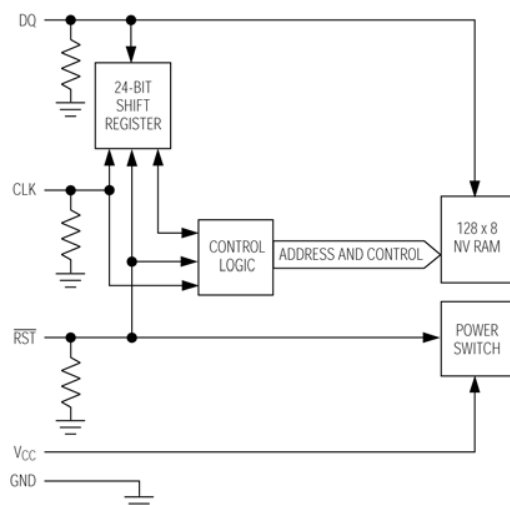 DQ
24-BIT
SHIFT
REGISTER
CLK
CONTROL
LOGIC
ADDRESS AND CONTROL
128 x 8
NV RAM
RST
POWER
SWITCH
VCC
GND